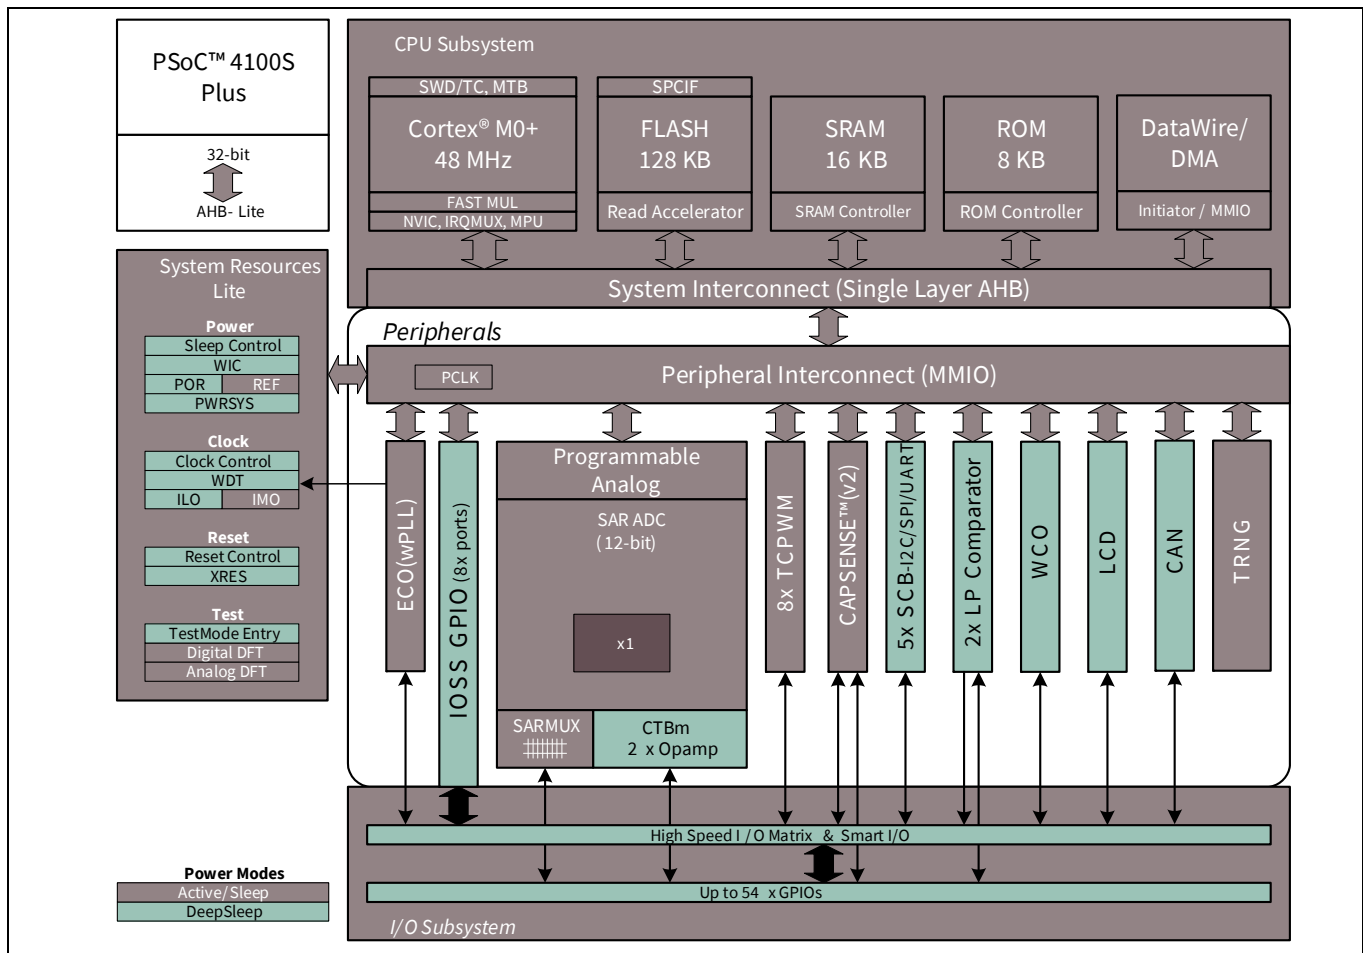 PSoC™ 4100S
Plus
32-bit
AHB- Lite
CPU Subsystem
SWD/TC, MTB
Cortex® M0+
48 MHz
FAST MUL
NVIC, IRQMUX, MPU
SPCIF
FLASH
128 KB
Read Accelerator
SRAM
16 KB
SRAM Controller
ROM
8 KB
ROM Controller
DataWire/
DMA
Initiator / MMIO
System Interconnect (Single Layer AHB)
System Resources
Lite
Power
Sleep Control
WIC
POR
REF
PWRSYS
Clock
Clock Control
WDT
ILO
IMO
Reset
Reset Control
XRES
Test
TestMode Entry
Digital DFT
Analog DFT
Peripherals
PCLK
Peripheral Interconnect (MMIO)
ECO(wPLL)
IOSS GPIO (8x ports)
Programmable
Analog
SAR ADC
(12-bit)
x1
SARMUX
CTBm
2 x Opamp
8x TCPWM
CAPSENSE™(v2)
5x SCB-I2C/SPI/UART
2x LP Comparator
WCO
LCD
CAN
TRNG
High Speed I / O Matrix & Smart I/O
Up to 54 x GPIOs
I/O Subsystem
Power Modes
Active/Sleep
DeepSleep